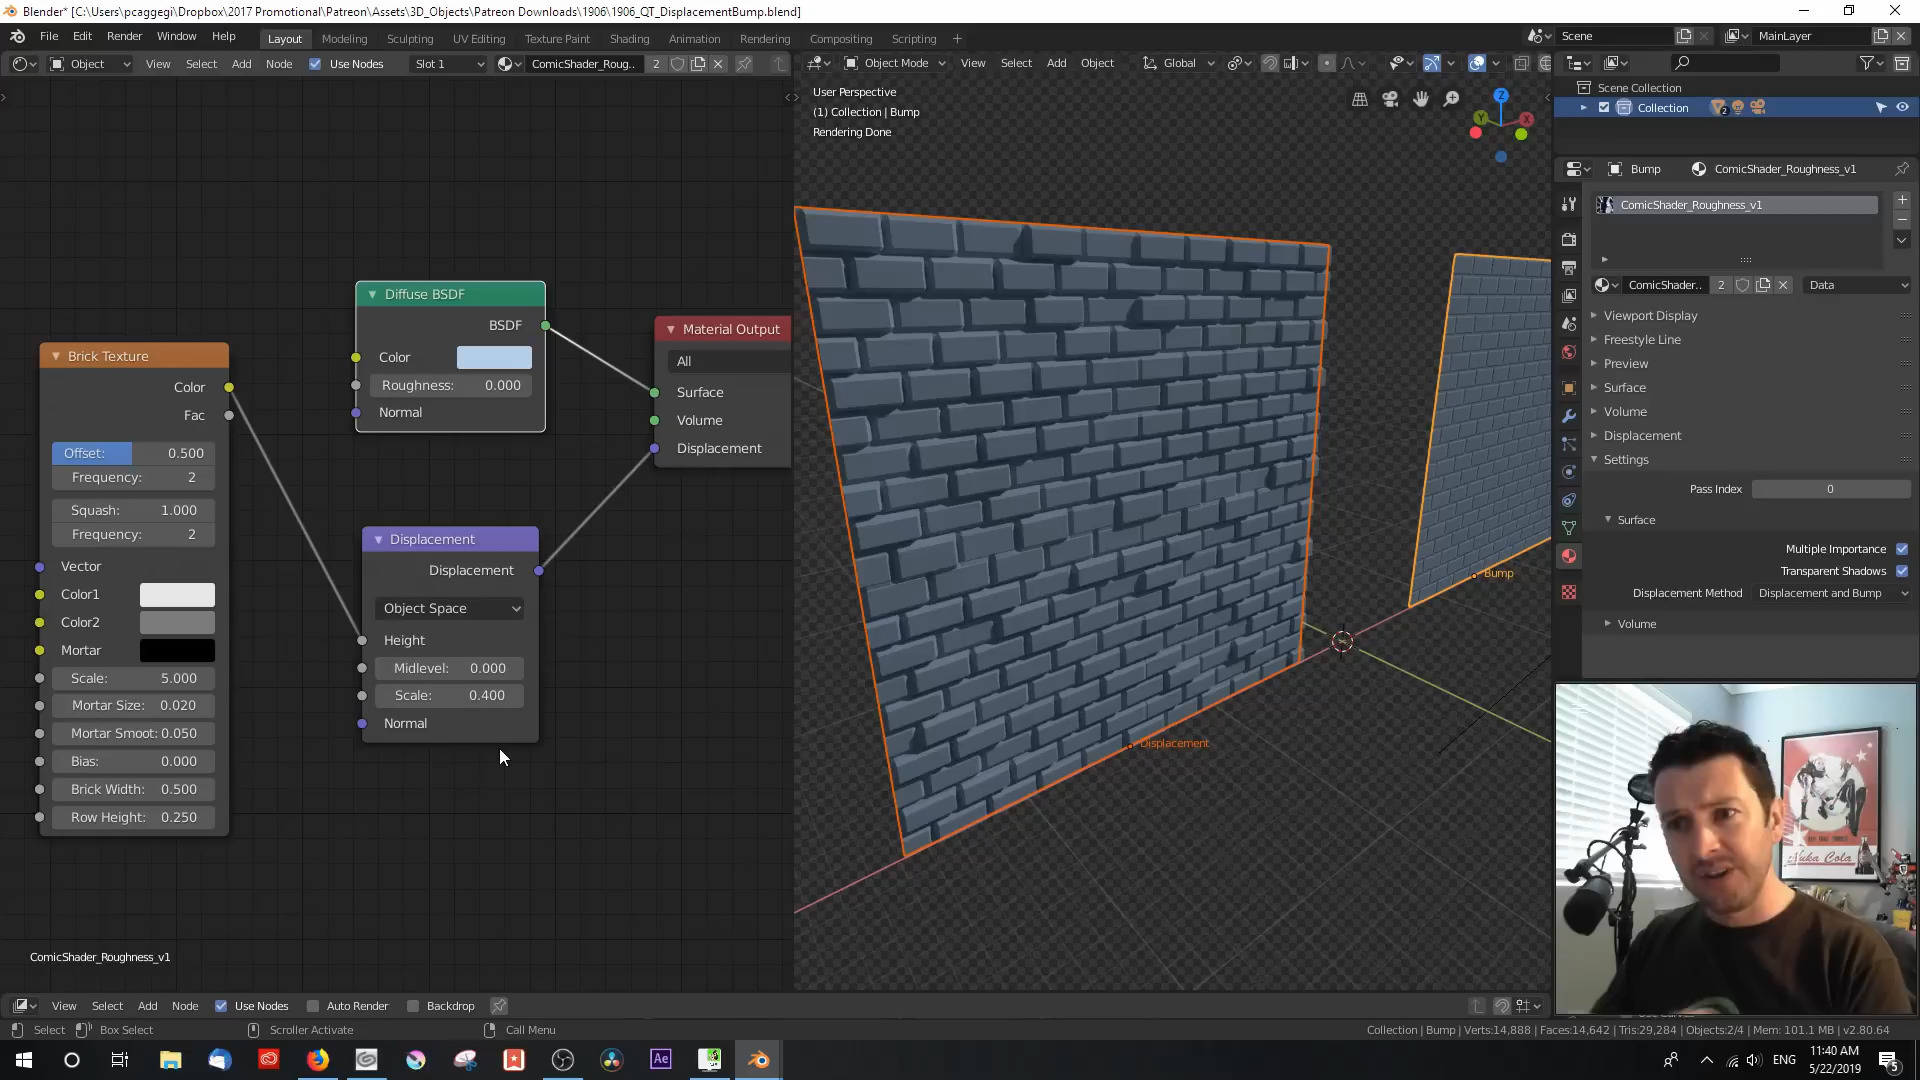 Blender* [C:\Users\pcaggegi\Dropbox\2017 Promotional\Patreon\Assets\3D_Objects\Patreon Downloads\1906\1906_QT_DisplacementBump.blend]
File Edit Render Window Help Layout Modeling Sculpting UV Editing Texture Paint Shading Animation Rendering Compositing Scripting + Scene MainLayer
Object View Select Add Node Use Nodes Slot 1 ComicShader_Roug.. 2
Object Mode View Select Add Object Global
User Perspective
(1) Collection | Bump
Rendering Done
Z
Y
X
Scene Collection
Collection 2
Bump ComicShader_Roughness_v1
ComicShader_Roughness_v1
ComicShader.. 2 Data
Viewport Display
Freestyle Line
Preview
Surface
Volume
Displacement
Settings
Pass Index 0
Surface
Multiple Importance
Transparent Shadows
Displacement Method Displacement and Bump
Volume
Brick Texture
Color
Fac
Offset: 0.500
Frequency: 2
Squash: 1.000
Frequency: 2
Vector
Color1
Color2
Mortar
Scale: 5.000
Mortar Size: 0.020
Mortar Smoot: 0.050
Bias: 0.000
Brick Width: 0.500
Row Height: 0.250
Diffuse BSDF
BSDF
Color
Roughness: 0.000
Normal
Displacement
Displacement
Object Space
Height
Midlevel: 0.000
Scale: 0.400
Normal
Material Output
All
Surface
Volume
Displacement
Bump
Displacement
Nuka Cola
ComicShader_Roughness_v1
View Select Add Node Use Nodes Auto Render Backdrop
Select Box Select Scroller Activate Call Menu
Collection | Bump | Verts:14,888 | Faces:14,642 | Tris:29,284 | Objects:2/4 | Mem: 101.1 MB | v2.80.64
Ae
ENG
11:40 AM
5/22/2019
5